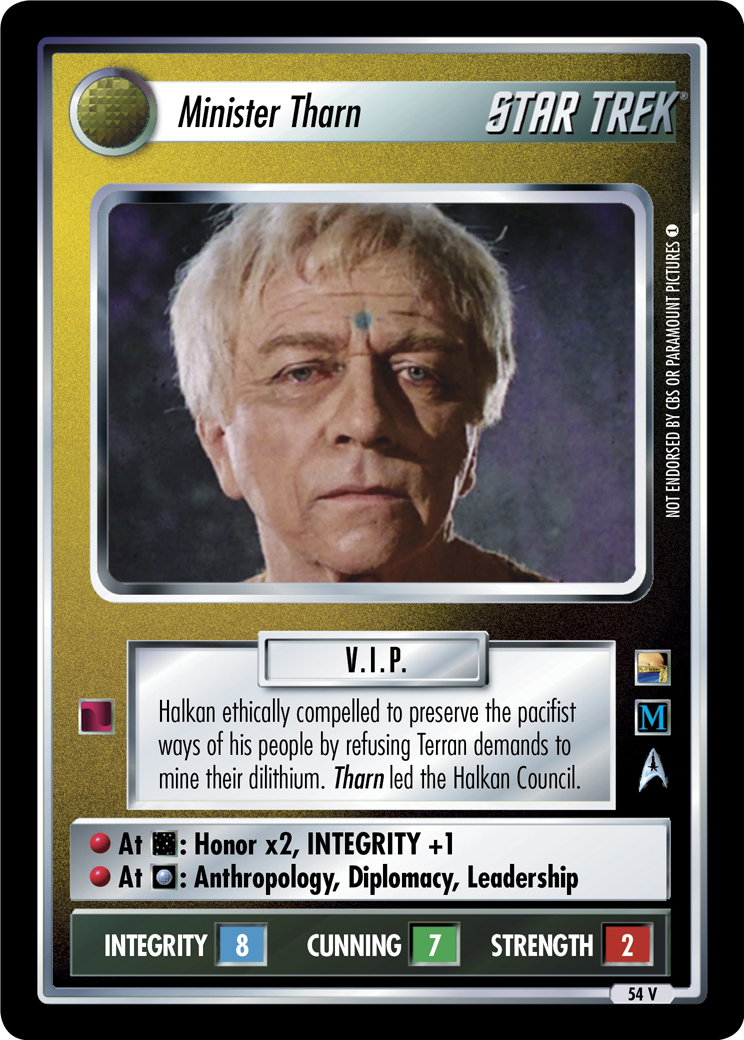 Minister Tharn
STAR TREK®
NOT ENDORSED BY CBS OR PARAMOUNT PICTURES 1
V.I.P.
Halkan ethically compelled to preserve the pacifist
ways of his people by refusing Terran demands to
mine their dilithium. Tharn led the Halkan Council.
M
At : Honor x2, INTEGRITY +1
At : Anthropology, Diplomacy, Leadership
INTEGRITY 8 CUNNING 7 STRENGTH 2
54 V